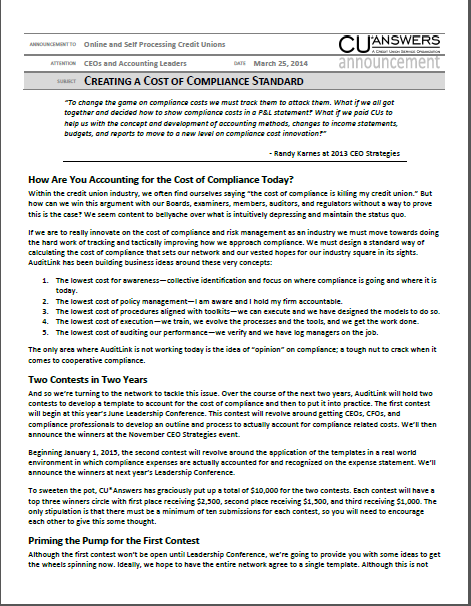 ANNOUNCEMENT TO Online and Self Processing Credit Unions
CU*ANSWERS
A CREDIT UNION SERVICE ORGANIZATION
ATTENTION CEOs and Accounting Leaders DATE March 25, 2014
announcement
SUBJECT CREATING A COST OF COMPLIANCE STANDARD
"To change the game on compliance costs we must track them to attack them. What if we all got
together and decided how to show compliance costs in a P&L statement? What if we paid CUs to
help us with the concept and development of accounting methods, changes to income statements,
budgets, and reports to move to a new level on compliance cost innovation?"
- Randy Karnes at 2013 CEO Strategies
How Are You Accounting for the Cost of Compliance Today?
Within the credit union industry, we often find ourselves saying "the cost of compliance is killing my credit union." But
how can we win this argument with our Boards, examiners, members, auditors, and regulators without a way to prove
this is the case? We seem content to bellyache over what is intuitively depressing and maintain the status quo.
If we are to really innovate on the cost of compliance and risk management as an industry we must move towards doing
the hard work of tracking and tactically improving how we approach compliance. We must design a standard way of
calculating the cost of compliance that sets our network and our vested hopes for our industry square in its sights.
AuditLink has been building business ideas around these very concepts:
1. The lowest cost for awareness—collective identification and focus on where compliance is going and where it is
today.
2. The lowest cost of policy management—I am aware and I hold my firm accountable.
3. The lowest cost of procedures aligned with toolkits—we can execute and we have designed the models to do so.
4. The lowest cost of execution—we train, we evolve the processes and the tools, and we get the work done.
5. The lowest cost of auditing our performance—we verify and we have log managers on the job.
The only area where AuditLink is not working today is the idea of "opinion" on compliance; a tough nut to crack when it
comes to cooperative compliance.
Two Contests in Two Years
And so we're turning to the network to tackle this issue. Over the course of the next two years, AuditLink will hold two
contests to develop a template to account for the cost of compliance and then to put it into practice. The first contest
will begin at this year's June Leadership Conference. This contest will revolve around getting CEOs, CFOs, and
compliance professionals to develop an outline and process to actually account for compliance related costs. We'll then
announce the winners at the November CEO Strategies event.
Beginning January 1, 2015, the second contest will revolve around the application of the templates in a real world
environment in which compliance expenses are actually accounted for and recognized on the expense statement. We'll
announce the winners at next year's Leadership Conference.
To sweeten the pot, CU*Answers has graciously put up a total of $10,000 for the two contests. Each contest will have a
top three winners circle with first place receiving $2,500, second place receiving $1,500, and third receiving $1,000. The
only stipulation is that there must be a minimum of ten submissions for each contest, so you will need to encourage
each other to give this some thought.
Priming the Pump for the First Contest
Although the first contest won't be open until Leadership Conference, we're going to provide you with some ideas to get
the wheels spinning now. Ideally, we hope to have the entire network agree to a single template. Although this is not